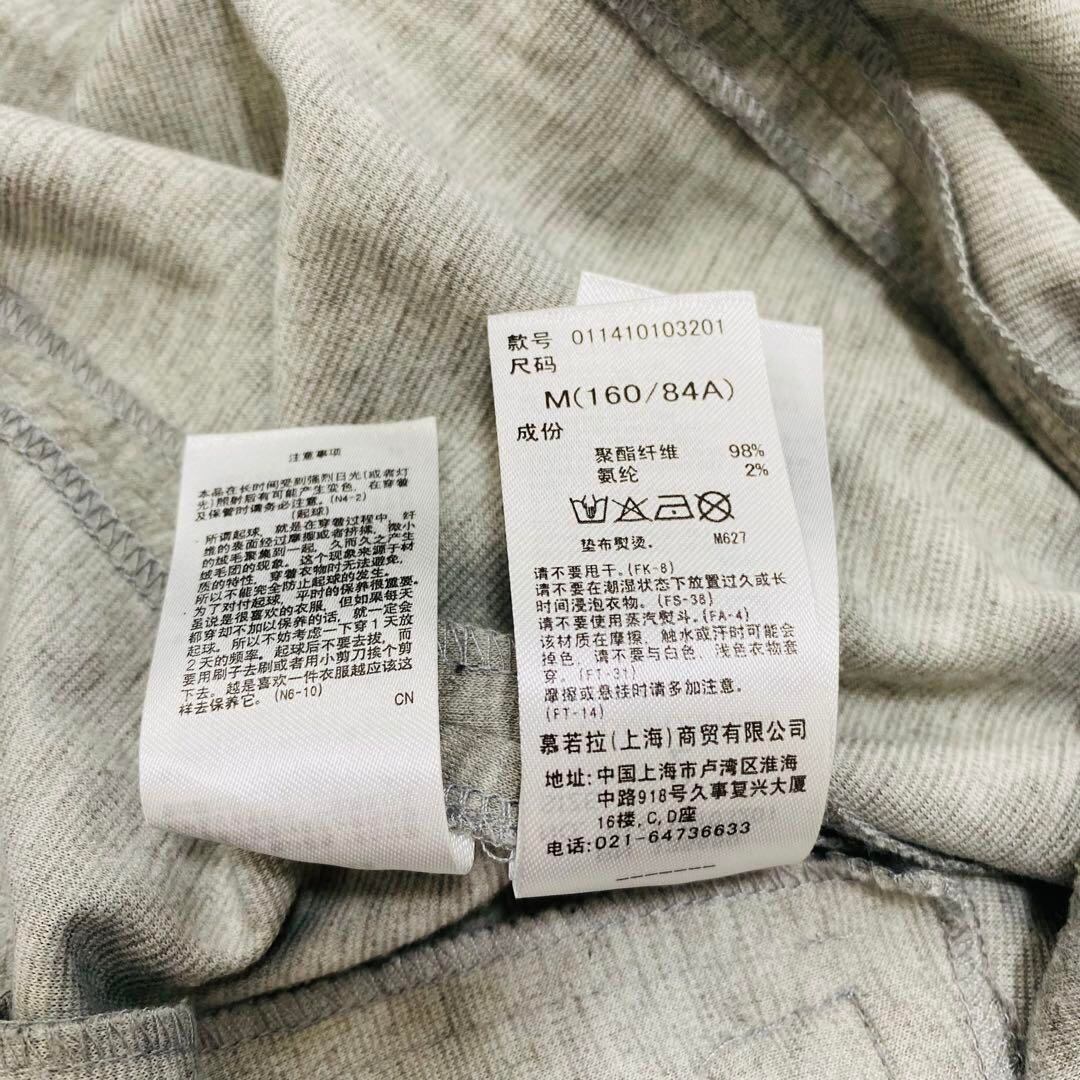 注意事项
本品在长时间受到强烈日光(或者灯
光)照射后有可能产生变色，在穿着
及保管时请务必注意。(N4-2)
(起球)
所谓起球，就是在穿着过程中，纤
维的表面经过摩擦或者挤揉，微小
的绒毛聚集到一起，久而久之产生
绒毛团的现象。这个现象来源于材
质的特性，穿着衣物时无法避免，
所以不能完全防止起球的发生。
为了对付起球，平时的保养很重要。
虽说是很喜欢的衣服，但如果每天
都穿却不加以保养的话，就一定会
起球。所以不妨考虑一下穿1天放
2天的频率。起球后不要去拔，而
要用刷子去刷或者用小剪刀挨个剪
下去。越是喜欢一件衣服越应该这
样去保养它。(N6-10)
CN
款号 011410103201
尺码
M(160/84A)
成份
聚酯纤维 98%
氨纶 2%
垫布熨烫。 M627
请不要甩干。(FK-8)
请不要在潮湿状态下放置过久或长
时间浸泡衣物。(FS-38)
请不要使用蒸汽熨斗。(FA-4)
该材质在摩擦，触水或汗时可能会
掉色，请不要与白色，浅色衣物套
穿。(FT-31)
摩擦或悬挂时请多加注意。
(FT-14)
慕若拉(上海)商贸有限公司
地址:中国上海市卢湾区淮海
中路918号久事复兴大厦
16楼,C,D座
电话:021-64736633